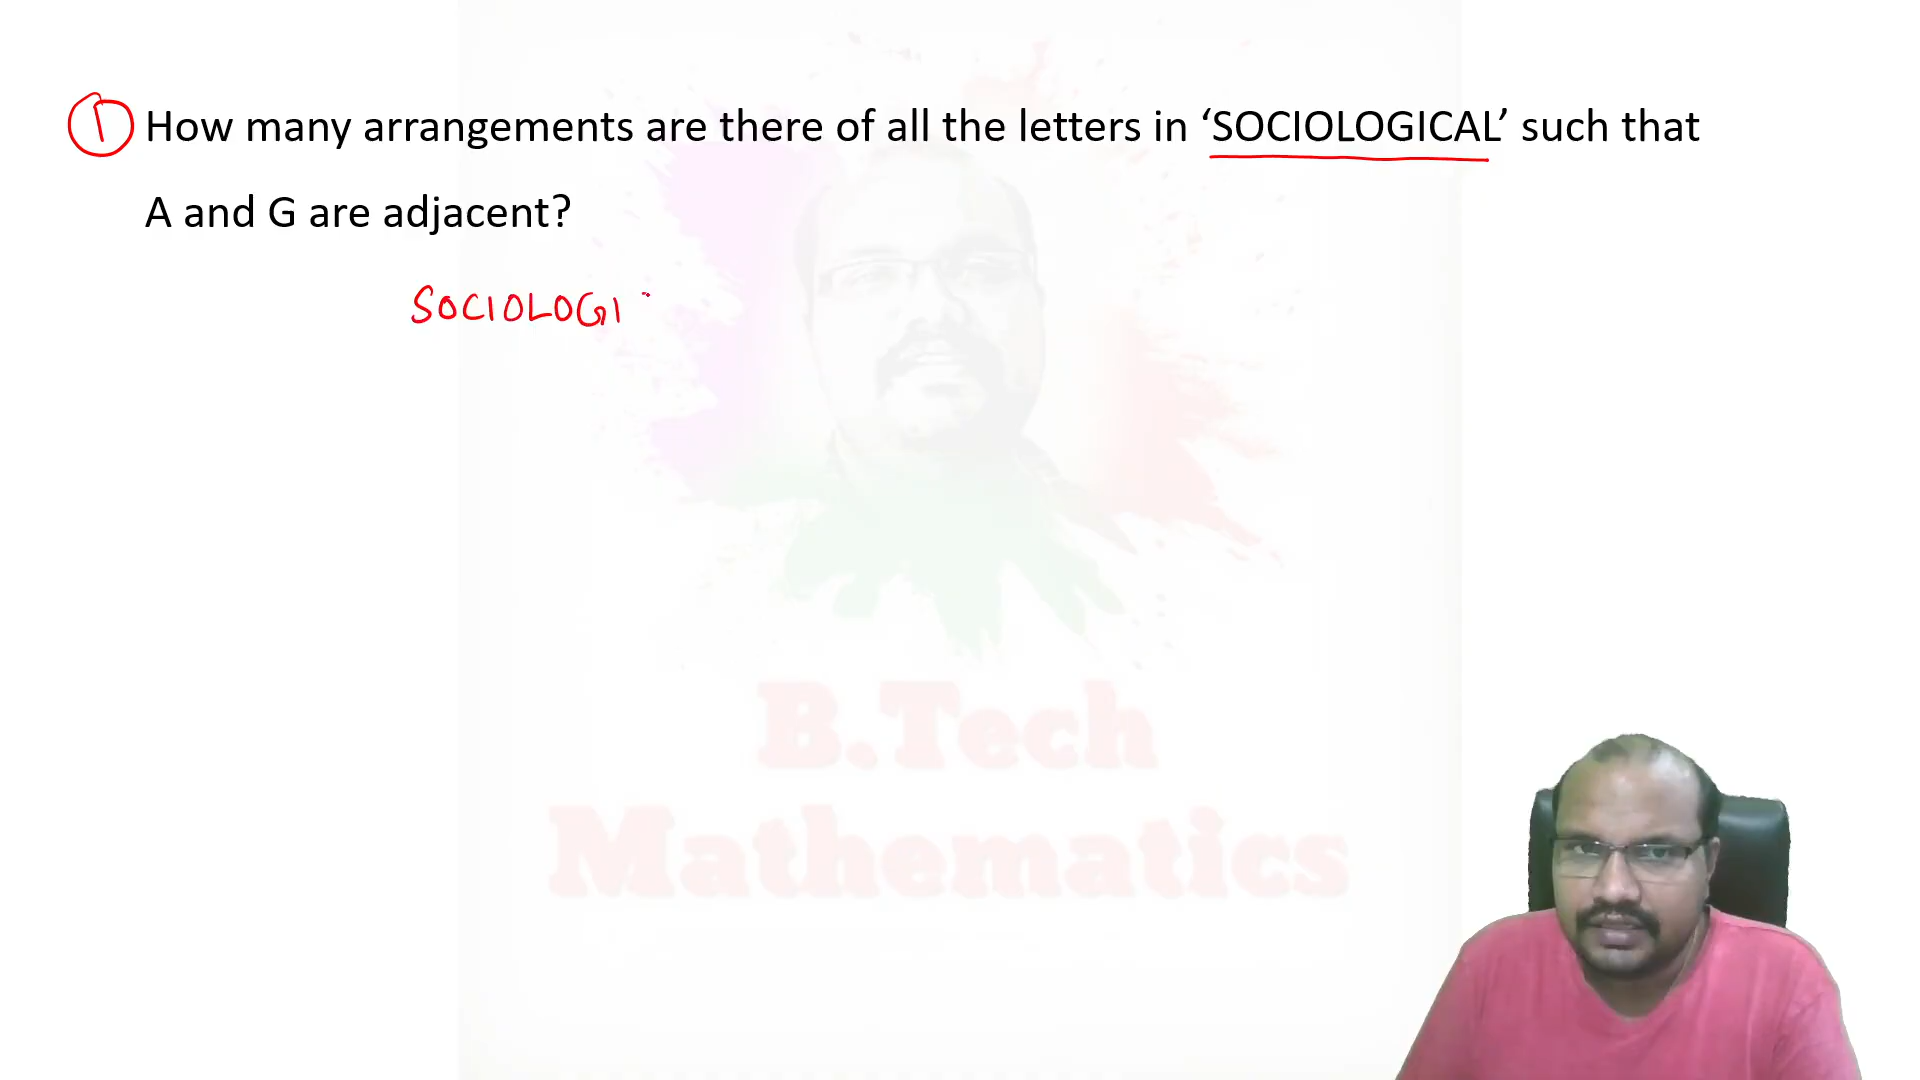 ① How many arrangements are there of all the letters in ‘SOCIOLOGICAL’ such that
A and G are adjacent?
SOCIOLOGI
B.Tech
Mathematics